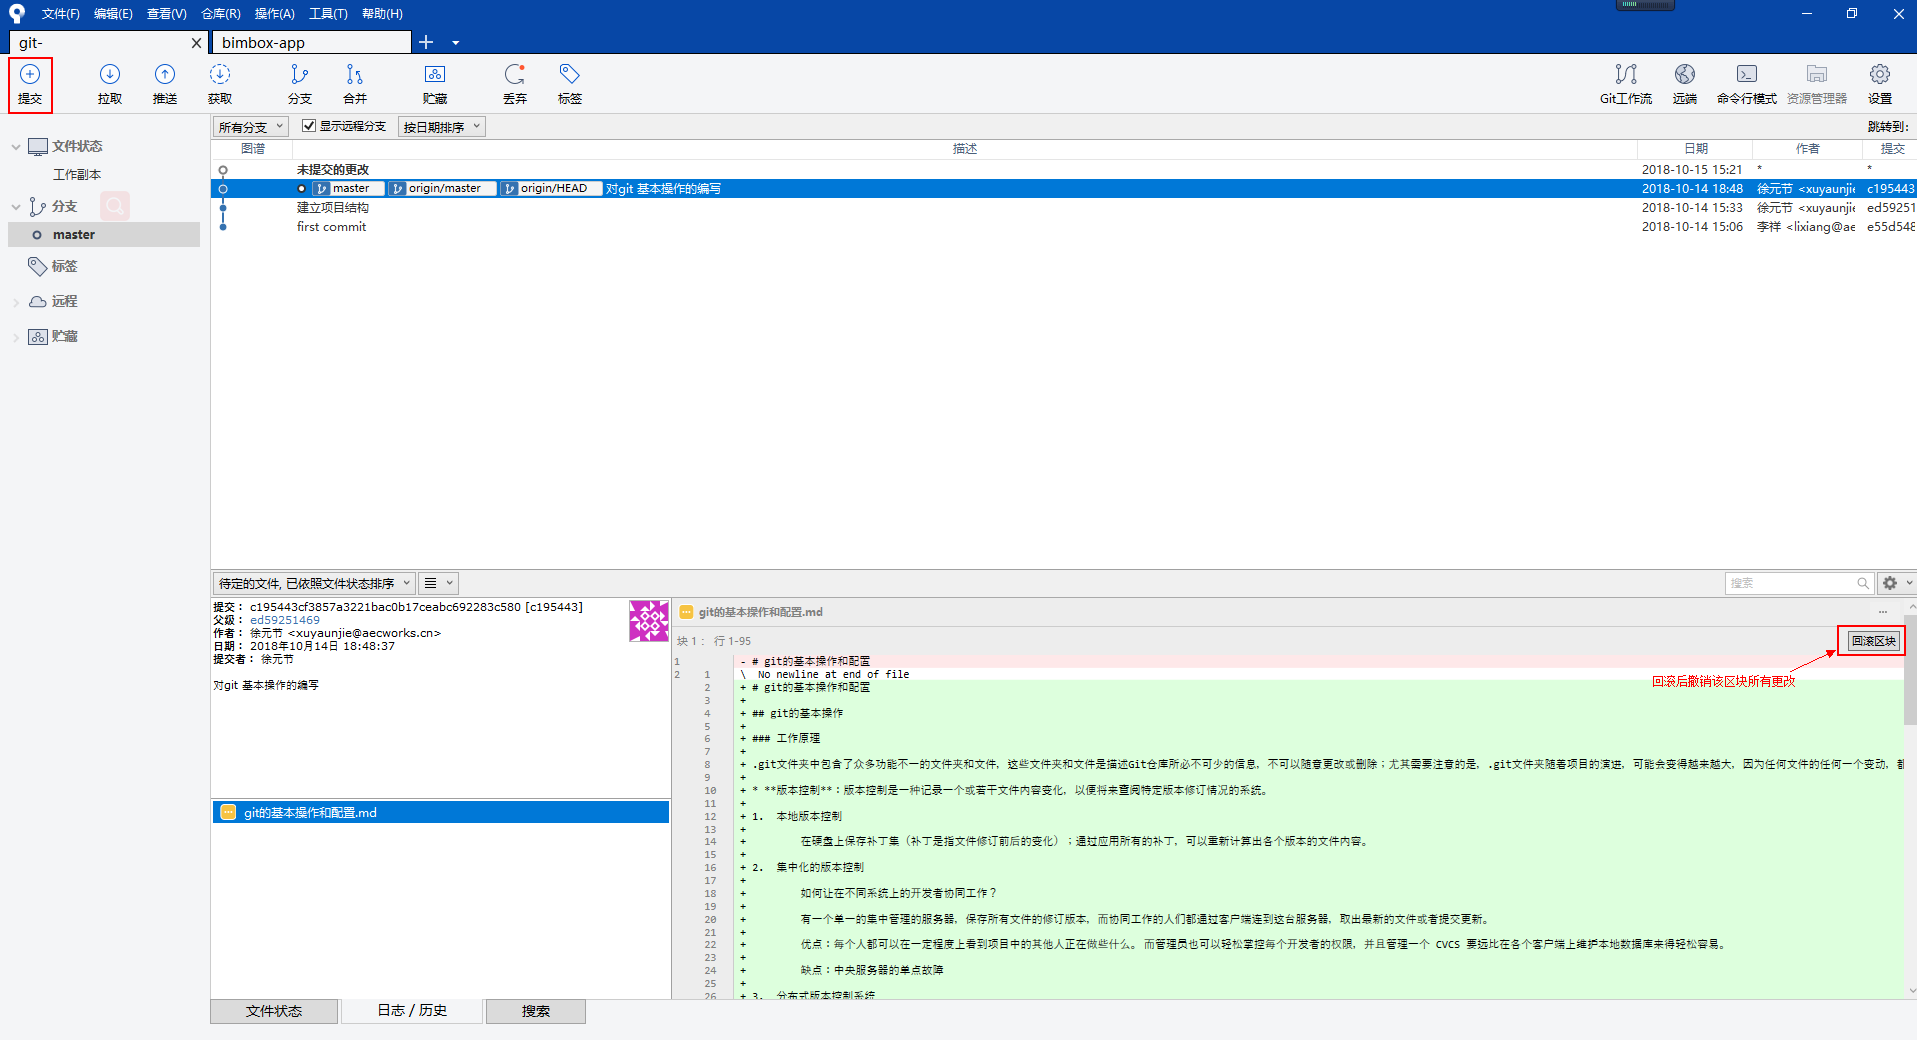 文件(F) 编辑(E) 查看(V) 仓库(R) 操作(A) 工具(T) 帮助(H)
git- bimbox-app
提交 拉取 推送 获取 分支 合并 贮藏 丢弃 标签 Git工作流 远端 命令行模式 资源管理器 设置
所有分支 显示远程分支 按日期排序 跳转到:
图谱 描述 日期 作者 提交
未提交的更改 2018-10-15 15:21 * *
master origin/master origin/HEAD 对git 基本操作的编写 2018-10-14 18:48 徐元节 <xuyaunjie c195443
建立项目结构 2018-10-14 15:33 徐元节 <xuyaunjie ed59251
first commit 2018-10-14 15:06 李祥 <lixiang@ae e55d548
文件状态
工作副本
分支
master
标签
远程
贮藏
待定的文件, 已依照文件状态排序 搜索
提交： c195443cf3857a3221bac0b17ceabc692283c580 [c195443]
父级： ed59251469
作者： 徐元节 <xuyaunjie@aecworks.cn>
日期： 2018年10月14日 18:48:37
提交者： 徐元节
对git 基本操作的编写
git的基本操作和配置.md
git的基本操作和配置.md
块 1： 行 1-95 回滚区块
回滚后撤销该区块所有更改
1 - # git的基本操作和配置
2 1 \ No newline at end of file
2 + # git的基本操作和配置
3 +
4 + ## git的基本操作
5 +
6 + ### 工作原理
7 +
8 + .git文件夹中包含了众多功能不一的文件夹和文件，这些文件夹和文件是描述Git仓库所必不可少的信息，不可以随意更改或删除；尤其需要注意的是，.git文件夹随着项目的演进，可能会变得越来越大，因为任何文件的任何一个变动，都
9 +
10 + * **版本控制**：版本控制是一种记录一个或若干文件内容变化，以便将来查阅特定版本修订情况的系统。
11 +
12 + 1. 本地版本控制
13 +
14 + 在硬盘上保存补丁集（补丁是指文件修订前后的变化）；通过应用所有的补丁，可以重新计算出各个版本的文件内容。
15 +
16 + 2. 集中化的版本控制
17 +
18 + 如何让在不同系统上的开发者协同工作？
19 +
20 + 有一个单一的集中管理的服务器，保存所有文件的修订版本，而协同工作的人们都通过客户端连到这台服务器，取出最新的文件或者提交更新。
21 +
22 + 优点：每个人都可以在一定程度上看到项目中的其他人正在做些什么。而管理员也可以轻松掌控每个开发者的权限，并且管理一个 CVCS 要远比在各个客户端上维护本地数据库来得轻松容易。
23 +
24 + 缺点：中央服务器的单点故障
25 +
26 + 3. 分布式版本控制系统
文件状态 日志 / 历史 搜索